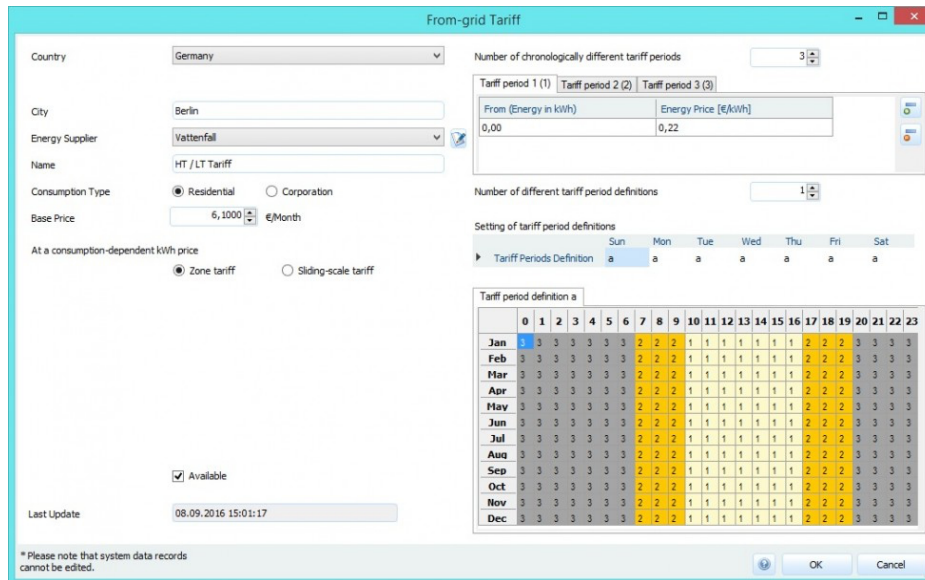 From-grid Tariff
Country Germany
City Berlin
Energy Supplier Vattenfall
Name HT / LT Tariff
Consumption Type Residential Corporation
Base Price 6,1000 €/Month
At a consumption-dependent kWh price
Zone tariff Sliding-scale tariff
Available
Last Update 08.09.2016 15:01:17
Number of chronologically different tariff periods 3
Tariff period 1 (1) Tariff period 2 (2) Tariff period 3 (3)
From (Energy in kWh) Energy Price [€/kWh]
0,00 0,22
Number of different tariff period definitions 1
Setting of tariff period definitions
Sun Mon Tue Wed Thu Fri Sat
Tariff Periods Definition a a a a a a a
Tariff period definition a
0 1 2 3 4 5 6 7 8 9 10 11 12 13 14 15 16 17 18 19 20 21 22 23
Jan 3 3 3 3 3 3 3 2 2 2 1 1 1 1 1 1 1 2 2 2 3 3 3 3
Feb 3 3 3 3 3 3 3 2 2 2 1 1 1 1 1 1 1 2 2 2 3 3 3 3
Mar 3 3 3 3 3 3 3 2 2 2 1 1 1 1 1 1 1 2 2 2 3 3 3 3
Apr 3 3 3 3 3 3 3 2 2 2 1 1 1 1 1 1 1 2 2 2 3 3 3 3
May 3 3 3 3 3 3 3 2 2 2 1 1 1 1 1 1 1 2 2 2 3 3 3 3
Jun 3 3 3 3 3 3 3 2 2 2 1 1 1 1 1 1 1 2 2 2 3 3 3 3
Jul 3 3 3 3 3 3 3 2 2 2 1 1 1 1 1 1 1 2 2 2 3 3 3 3
Aug 3 3 3 3 3 3 3 2 2 2 1 1 1 1 1 1 1 2 2 2 3 3 3 3
Sep 3 3 3 3 3 3 3 2 2 2 1 1 1 1 1 1 1 2 2 2 3 3 3 3
Oct 3 3 3 3 3 3 3 2 2 2 1 1 1 1 1 1 1 2 2 2 3 3 3 3
Nov 3 3 3 3 3 3 3 2 2 2 1 1 1 1 1 1 1 2 2 2 3 3 3 3
Dec 3 3 3 3 3 3 3 2 2 2 1 1 1 1 1 1 1 2 2 2 3 3 3 3
* Please note that system data records
cannot be edited.
OK Cancel